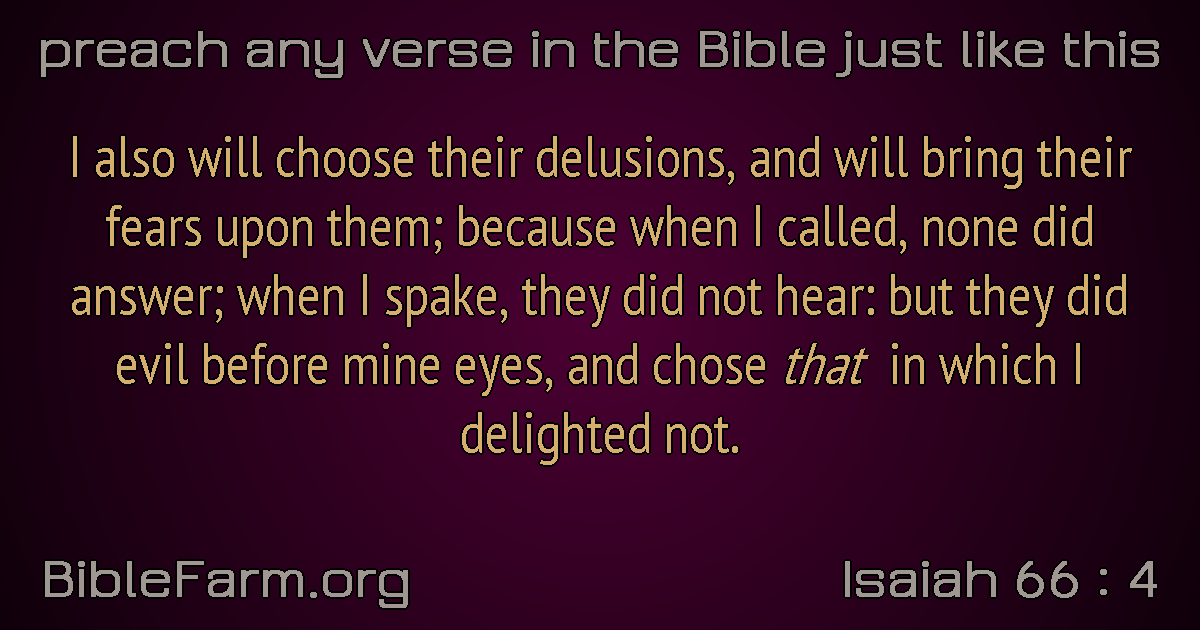 preach any verse in the Bible just like this
I also will choose their delusions, and will bring their
fears upon them; because when I called, none did
answer; when I spake, they did not hear: but they did
evil before mine eyes, and chose that in which I
delighted not.
BibleFarm.org
Isaiah 66 : 4